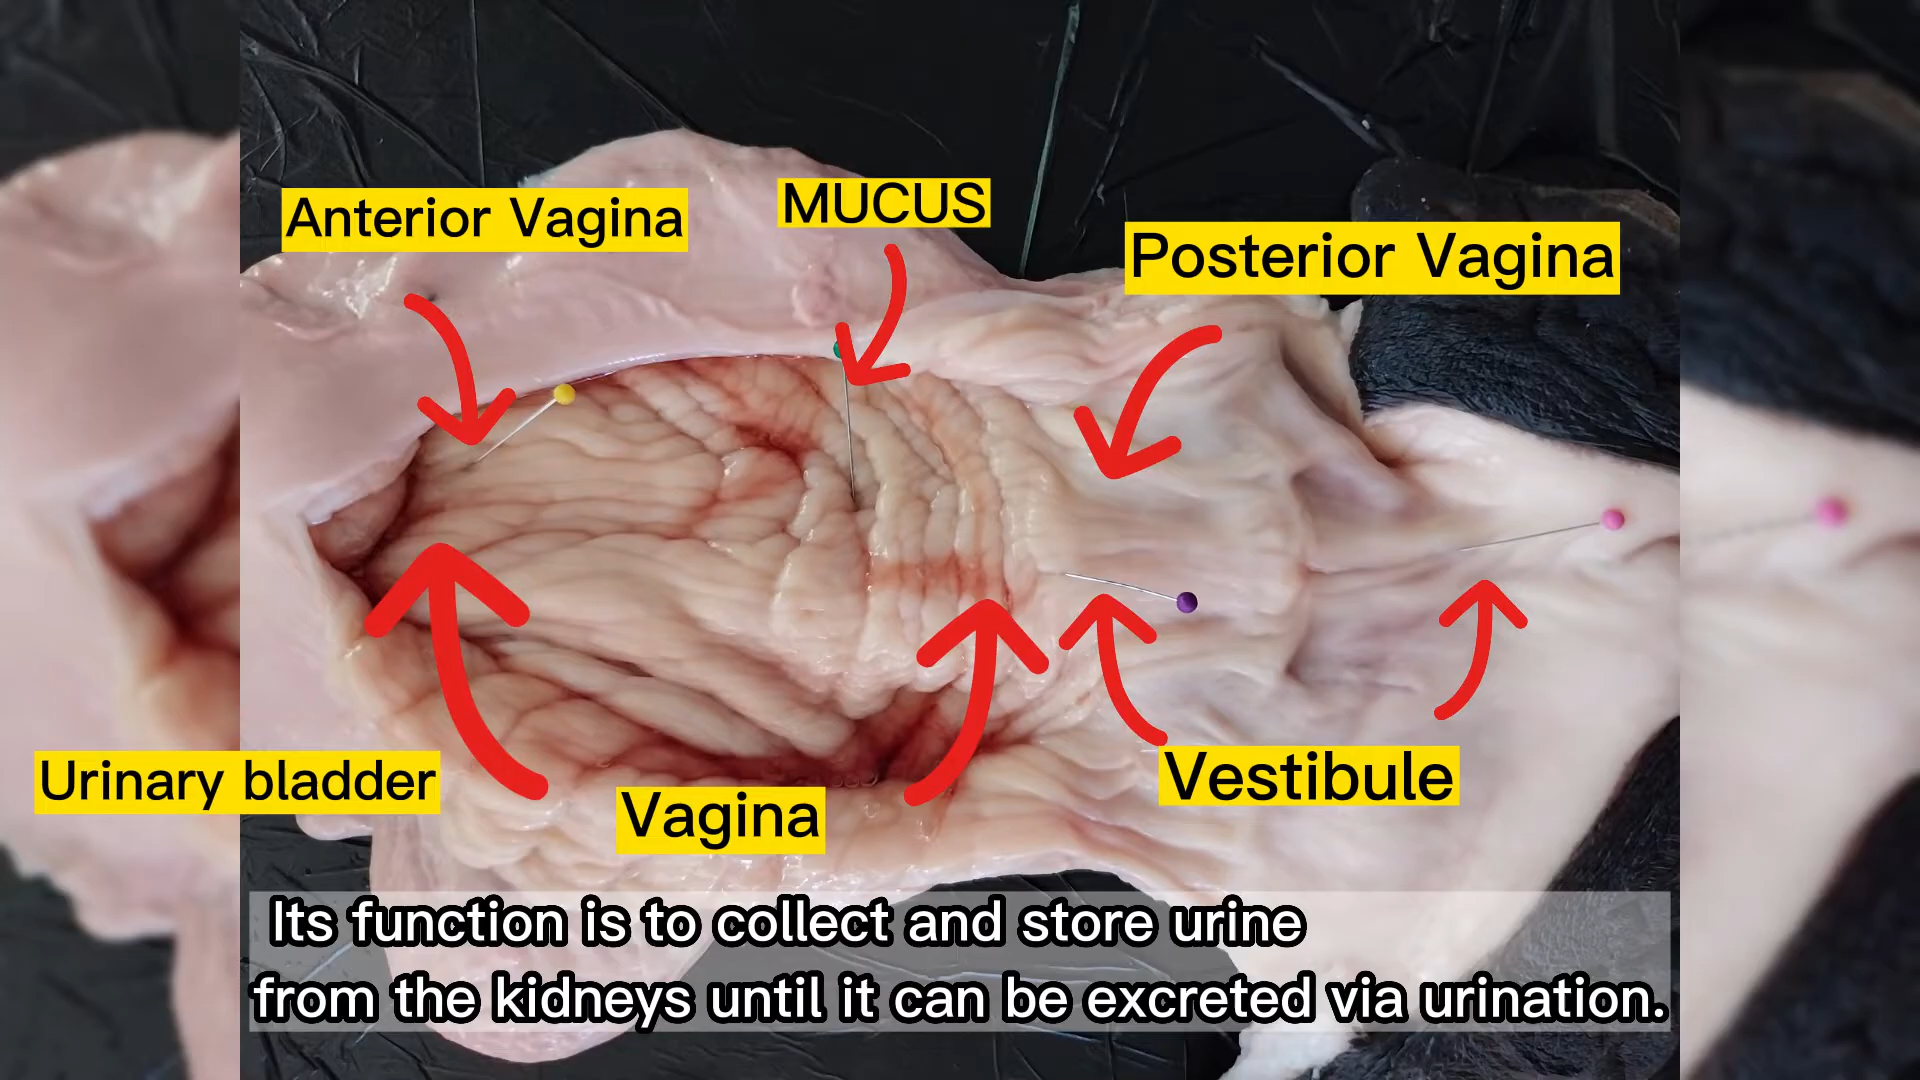 Anterior Vagina
MUCUS
Posterior Vagina
Urinary bladder
Vagina
Vestibule
Its function is to collect and store urine
from the kidneys until it can be excreted via urination.